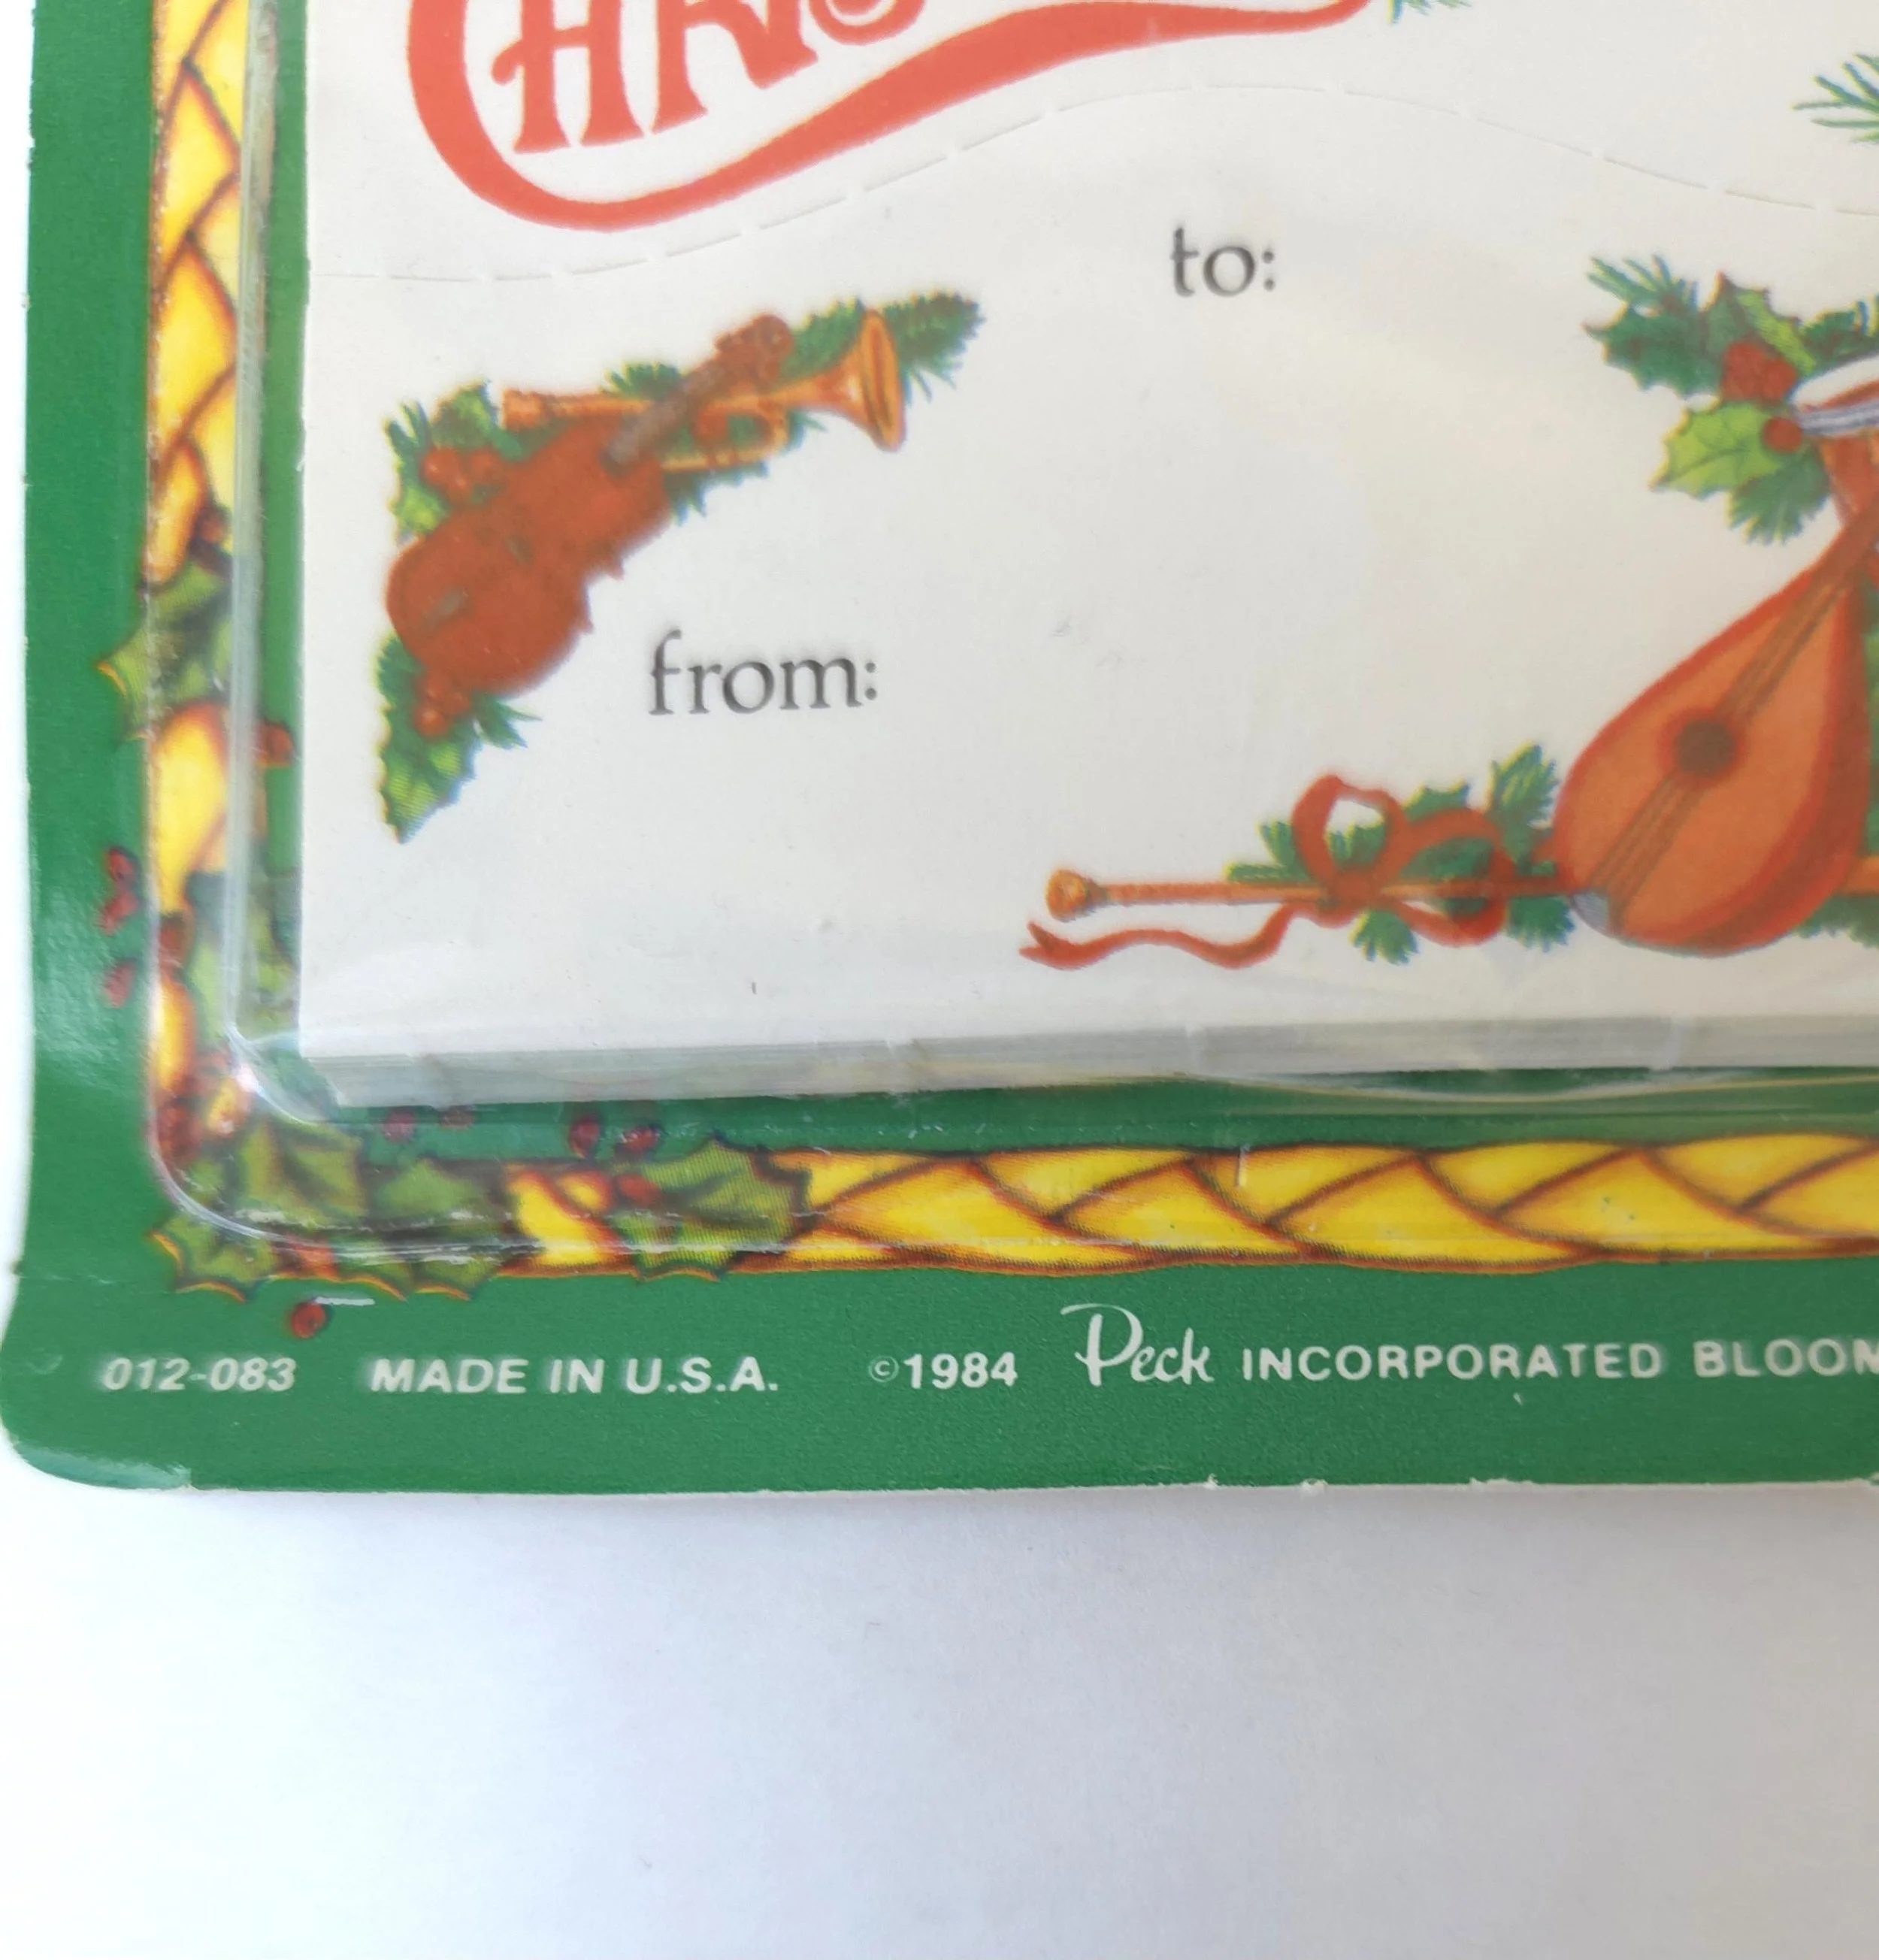 to:
from:
012-083 MADE IN U.S.A. ©1984 Peck INCORPORATED